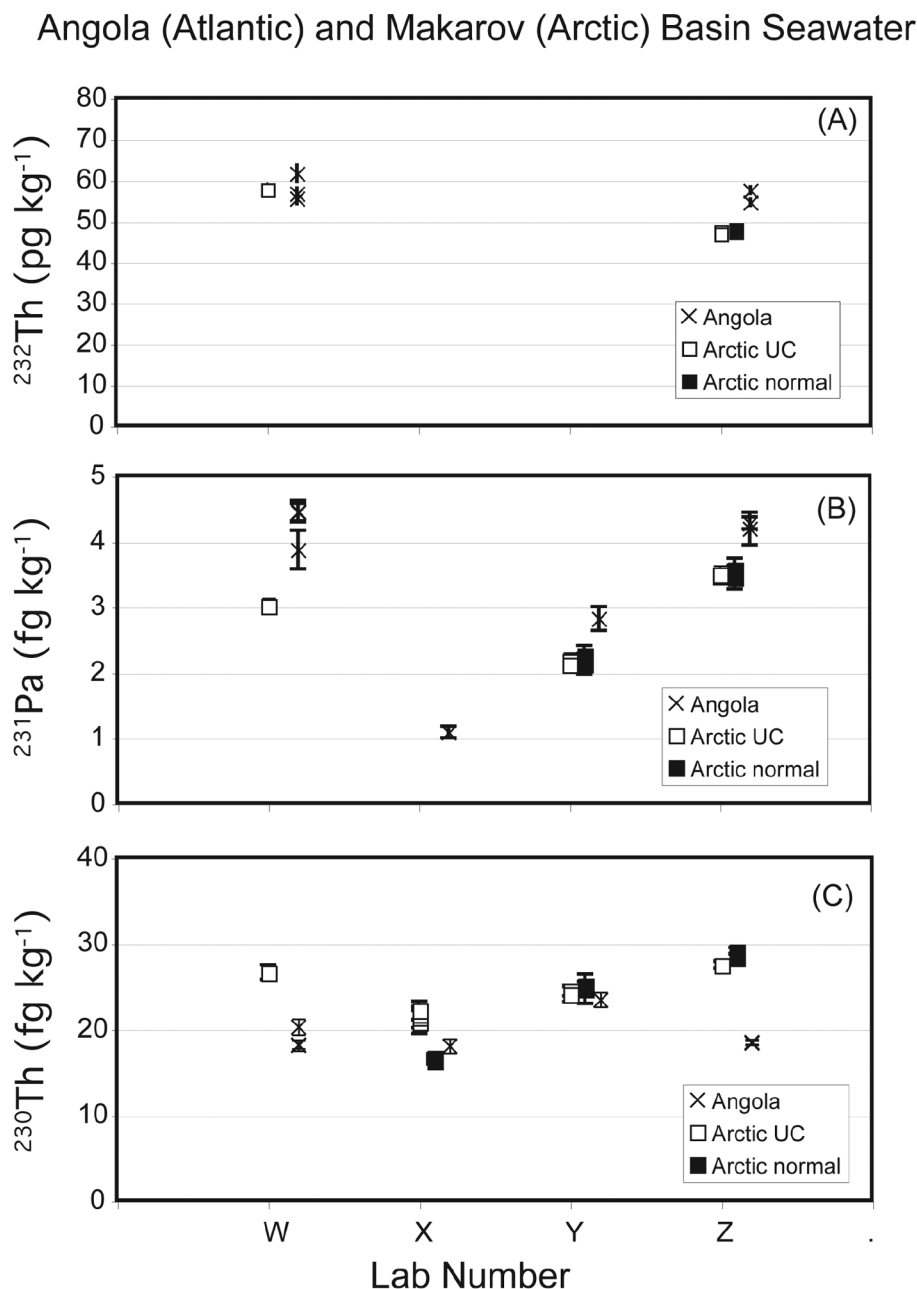 Angola (Atlantic) and Makarov (Arctic) Basin Seawater
(A)
232Th (pg kg-1)
80
70
60
50
40
30
20
10
0
Angola
Arctic UC
Arctic normal
(B)
231Pa (fg kg-1)
5
4
3
2
1
0
Angola
Arctic UC
Arctic normal
(C)
230Th (fg kg-1)
40
30
20
10
0
Angola
Arctic UC
Arctic normal
W X Y Z .
Lab Number